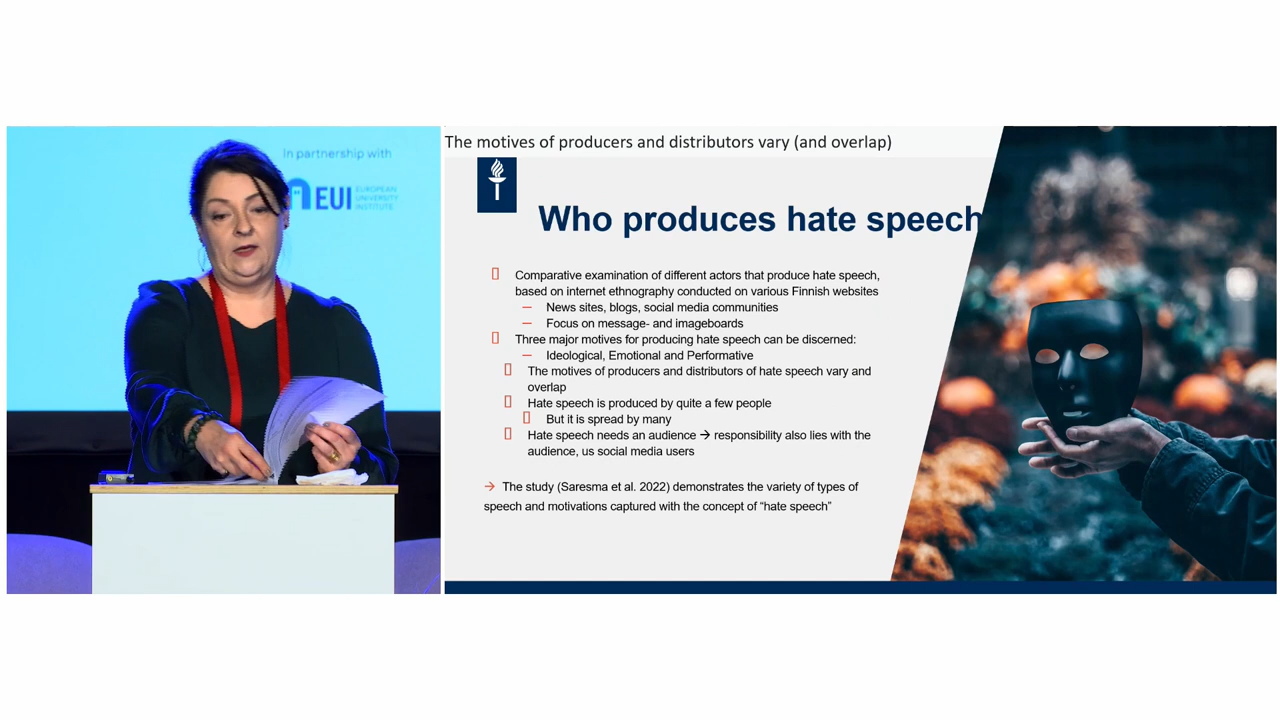 In partnership with
EUI EUROPEAN
UNIVERSITY
INSTITUTE
The motives of producers and distributors vary (and overlap)
Who produces hate speech
Comparative examination of different actors that produce hate speech,
based on internet ethnography conducted on various Finnish websites
— News sites, blogs, social media communities
— Focus on message- and imageboards
Three major motives for producing hate speech can be discerned:
— Ideological, Emotional and Performative
The motives of producers and distributors of hate speech vary and
overlap
Hate speech is produced by quite a few people
But it is spread by many
Hate speech needs an audience → responsibility also lies with the
audience, us social media users
→ The study (Saresma et al. 2022) demonstrates the variety of types of
speech and motivations captured with the concept of “hate speech”